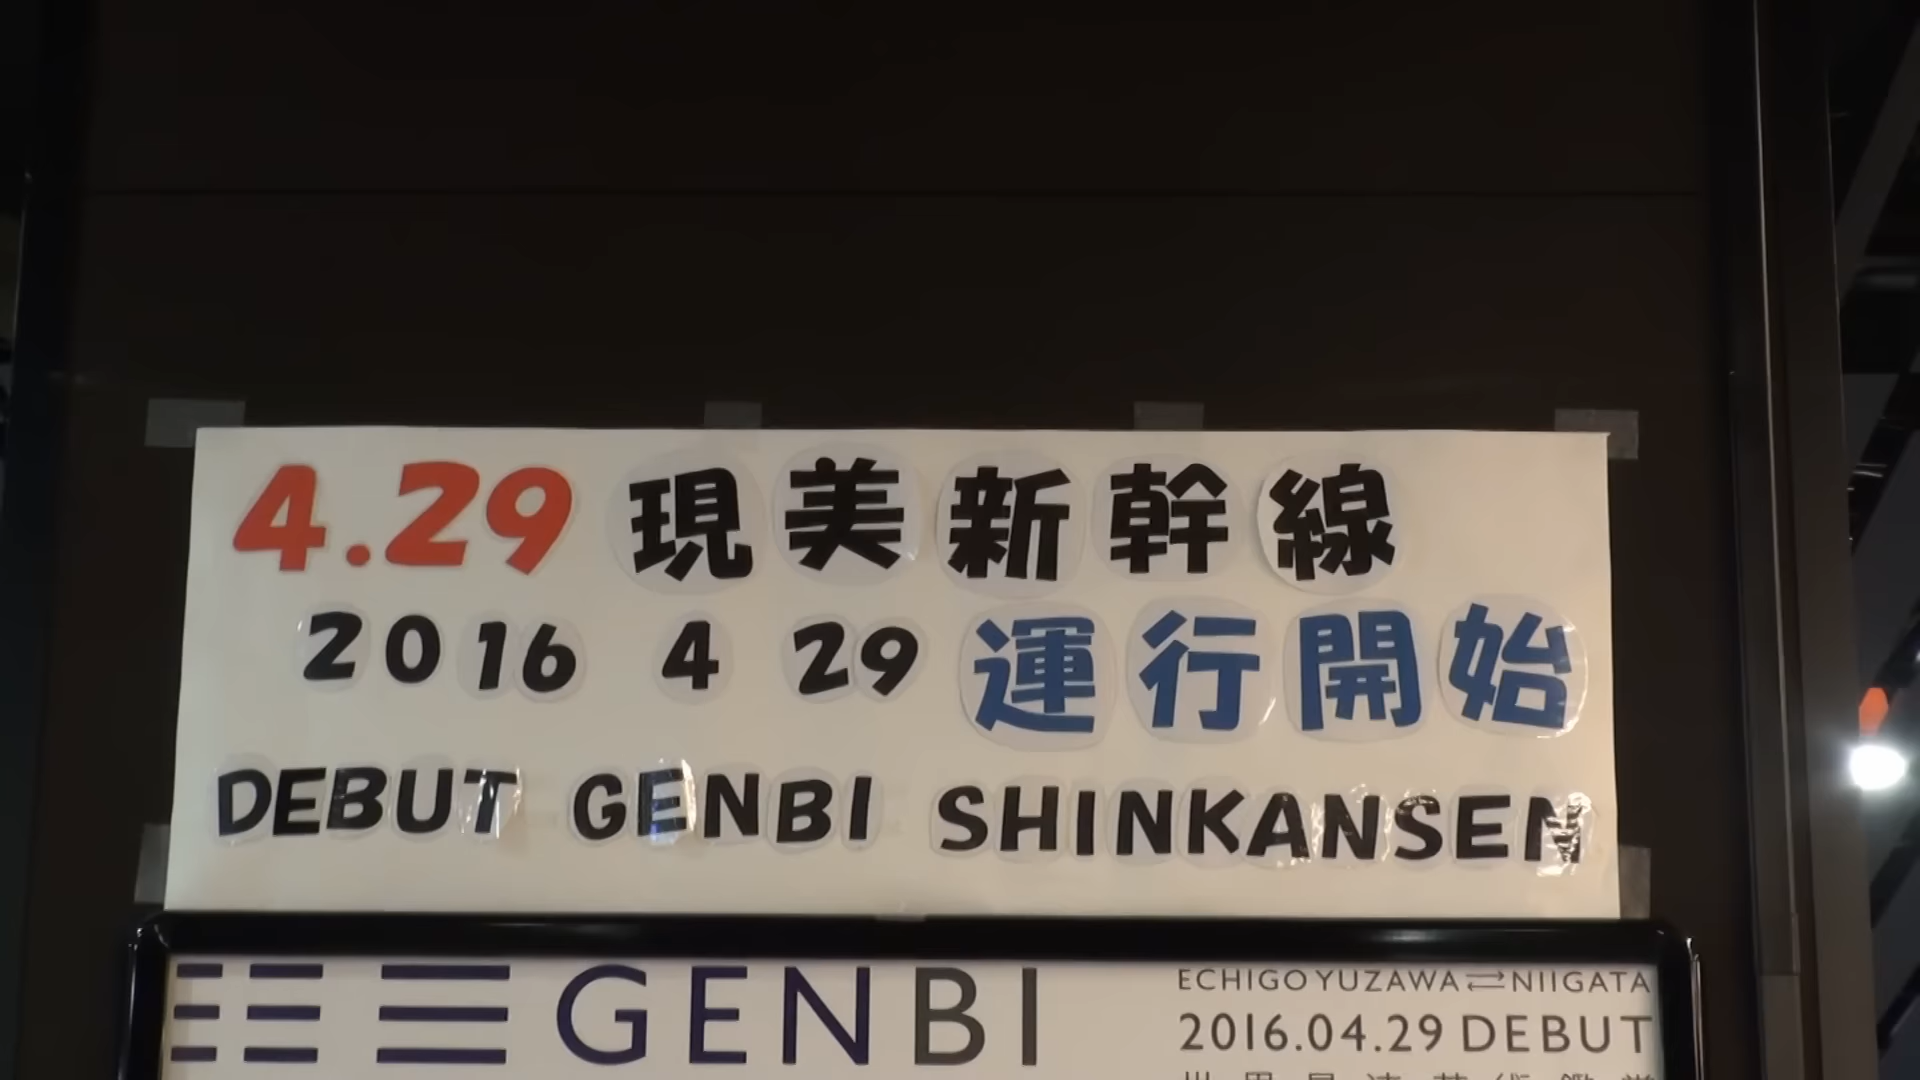 4.29 現美新幹線
2016 4 29 運行開始
DEBUT GENBI SHINKANSEN
GENBI
ECHIGO YUZAWA⇄NIIGATA
2016.04.29 DEBUT